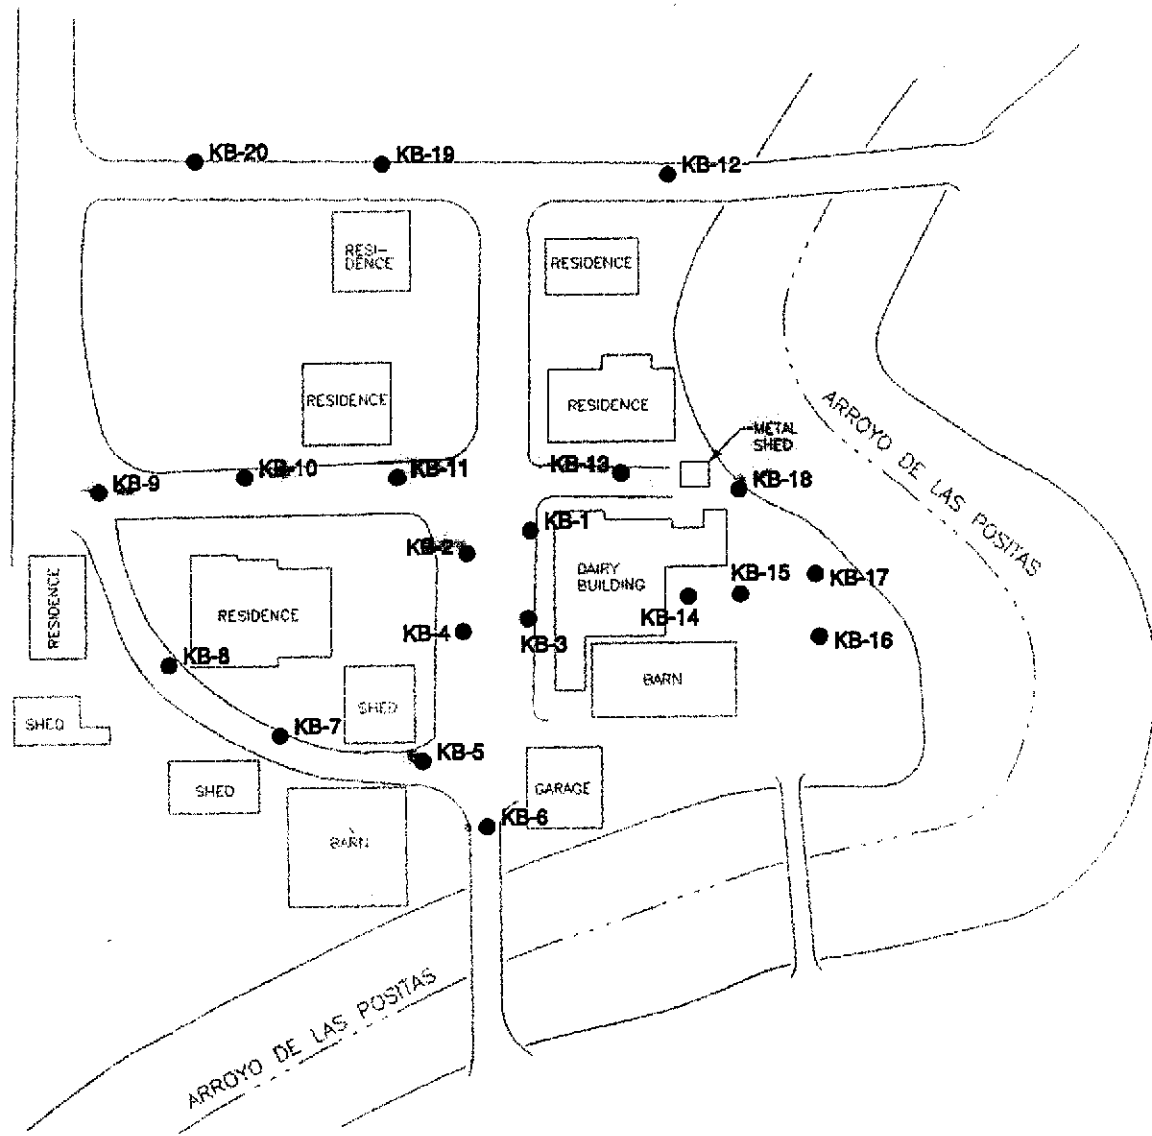 KB-20
KB-19
KB-12
RESI-
DENCE
RESIDENCE
RESIDENCE
RESIDENCE
METAL
SHED
ARROYO DE LAS POSITAS
KB-9
KB-10
KB-11
KB-13
KB-18
KB-1
KB-2
DAIRY
BUILDING
KB-15
KB-17
RESIDENCE
RESIDENCE
KB-14
KB-4
KB-3
KB-16
KB-8
BARN
SHED
SHED
KB-7
KB-5
SHED
GARAGE
KB-6
BARN
ARROYO DE LAS POSITAS